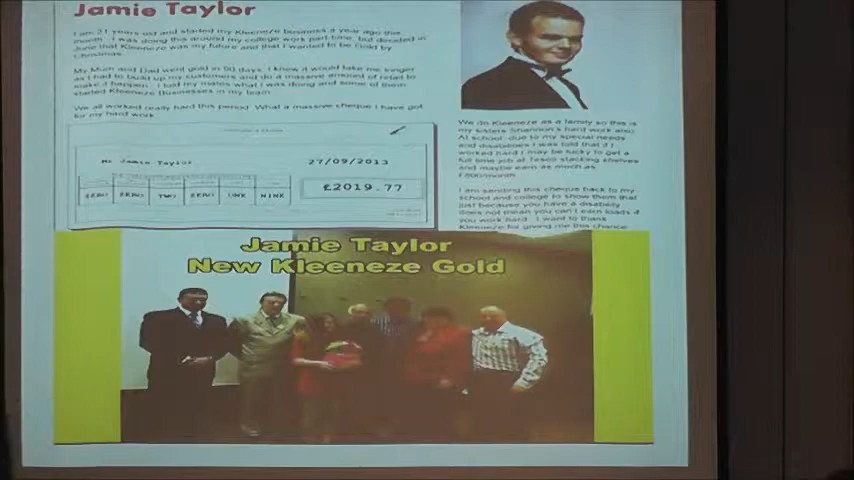 Jamie Taylor
I am 21 years old and started my Kleeneze business a year ago this
month. I was doing this around my college work part time, but decided in
June that Kleeneze was my future and that I wanted to be Gold by
Christmas.
My Mum and Dad went gold in 90 days. I knew it would take me longer
as I had to build up my customers and do a massive amount of retail to
make it happen. I told my mates what I was doing and some of them
started Kleeneze Businesses in my team.
We all worked really hard this period. What a massive cheque I have got
for my hard work.
Mr Jamie Taylor
27/09/2013
ZERO ZERO TWO ZERO ONE NINE
£2019.77
We do Kleeneze as a family so this is
my sisters Shannon's hard work also.
At school, due to my special needs
and disabilities I was told that if I
worked hard I may be lucky to get a
full time job at Tesco stacking shelves
and maybe earn as much as
I am sending this cheque back to my
school and college to show them that
just because you have a disability
does not mean you can't earn loads if
you work hard. I want to thank
Kleeneze for giving me this chance
Jamie Taylor
New Kleeneze Gold